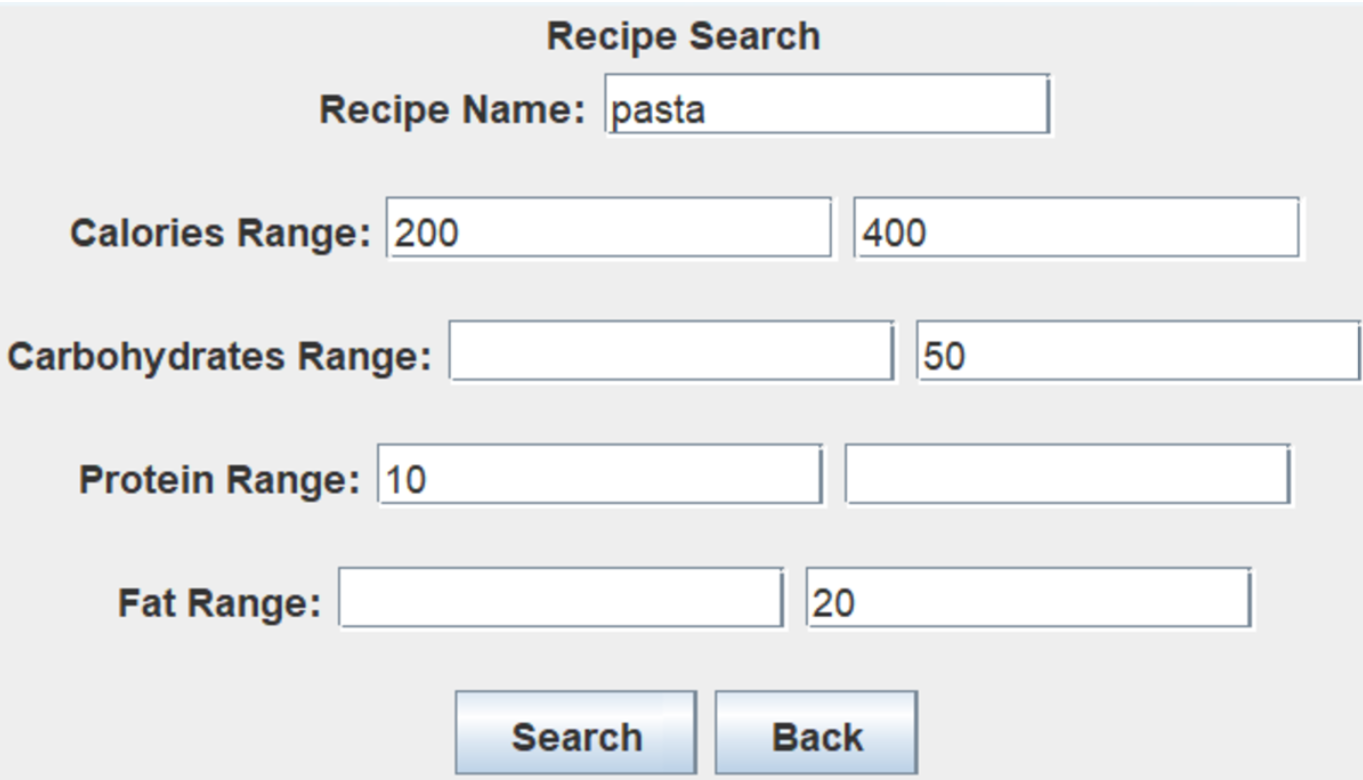 Recipe Search
Recipe Name: pasta
Calories Range: 200 400
Carbohydrates Range: 50
Protein Range: 10
Fat Range: 20
Search Back